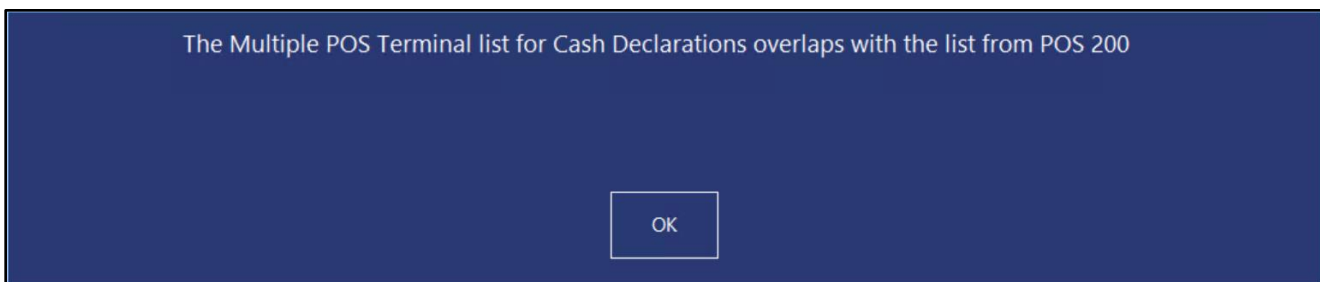 The Multiple POS Terminal list for Cash Declarations overlaps with the list from POS 200
OK